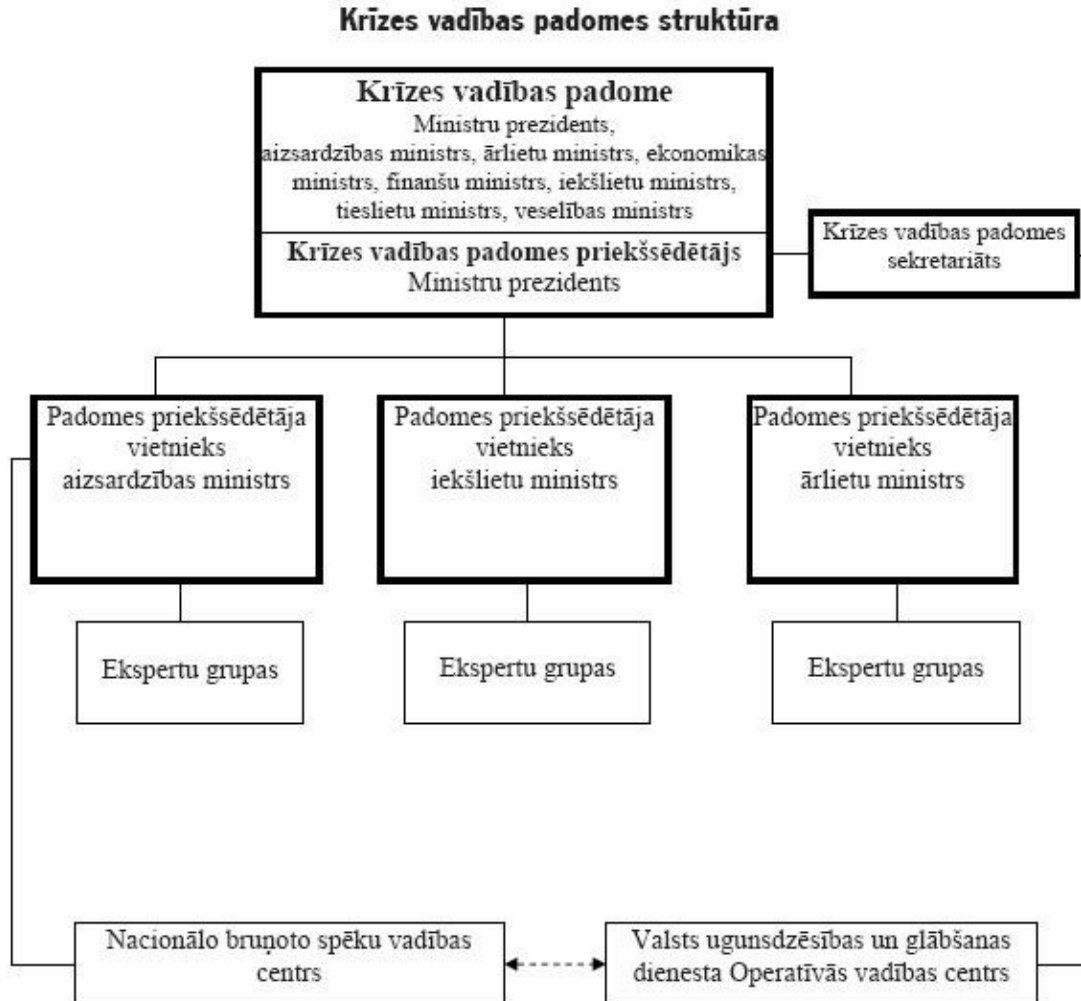 Krīzes vadības padomes struktūra
Krīzes vadības padome
Ministru prezidents,
aizsardzības ministrs, ārlietu ministrs, ekonomikas
ministrs, finanšu ministrs, iekšlietu ministrs,
tieslietu ministrs, veselības ministrs
Krīzes vadības padomes priekšsēdētājs
Ministru prezidents
Krīzes vadības padomes
sekretariāts
Padomes priekšsēdētāja
vietnieks
aizsardzības ministrs
Padomes priekšsēdētāja
vietnieks
iekšlietu ministrs
Padomes priekšsēdētāja
vietnieks
ārlietu ministrs
Ekspertu grupas
Ekspertu grupas
Ekspertu grupas
Nacionālo bruņoto spēku vadības
centrs
Valsts ugunsdzēsības un glābšanas
dienesta Operatīvās vadības centrs